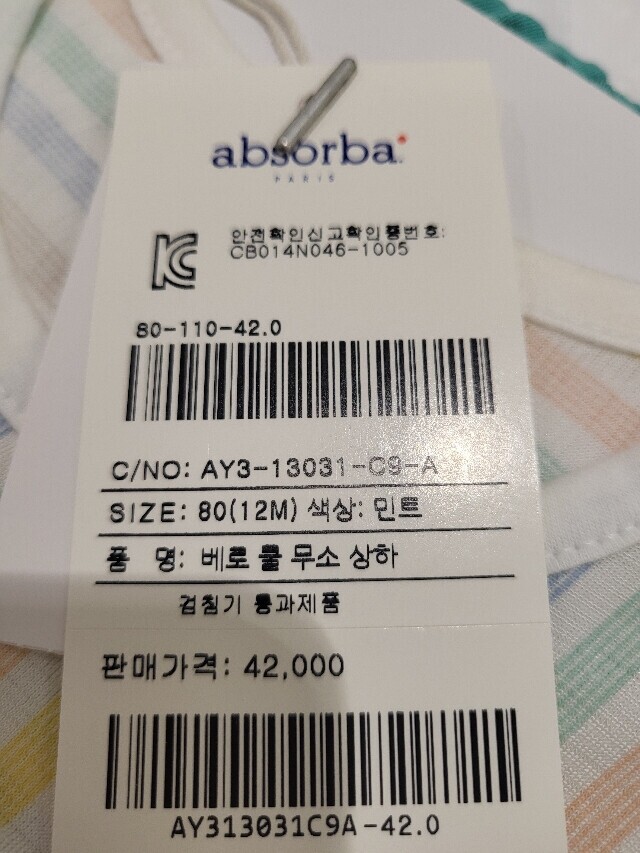 absorba
PARIS
안전확인신고확인증번호:
CB014N046-1005
80-110-42.0
C/NO: AY3-13031-C9-A
SIZE: 80(12M) 색상: 민트
품 명: 베로 롤 무소 상하
검침기 통과제품
판매가격: 42,000
AY313031C9A-42.0